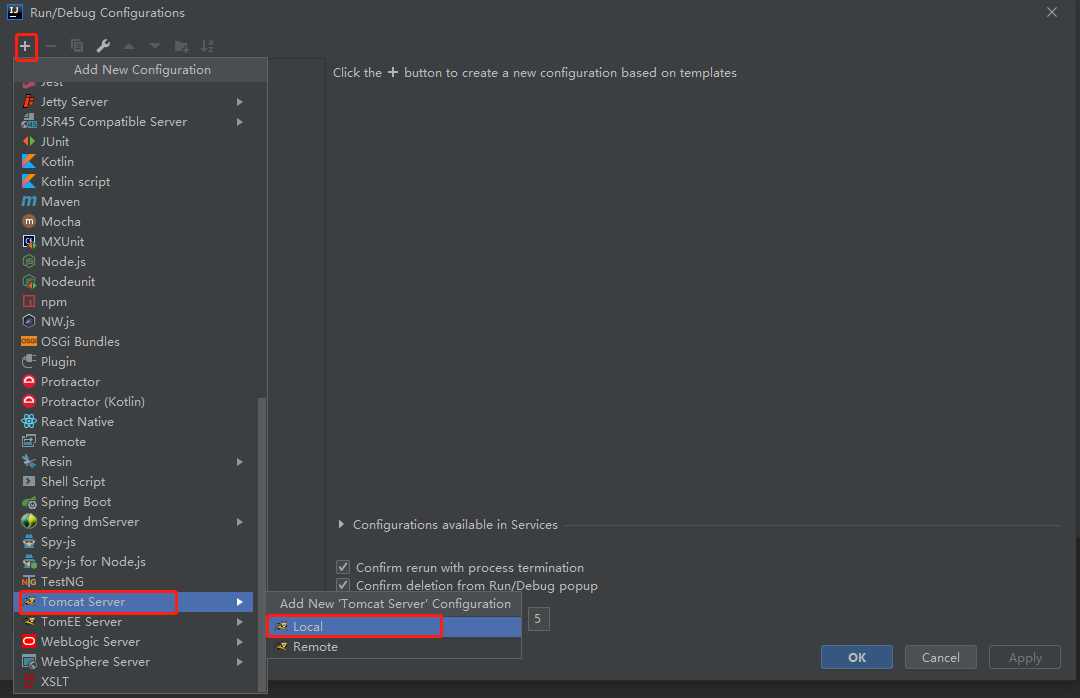 Run/Debug Configurations
Add New Configuration
Click the + button to create a new configuration based on templates
Jest
Jetty Server
JSR45 Compatible Server
JUnit
Kotlin
Kotlin script
Maven
Mocha
MXUnit
Node.js
Nodeunit
npm
NW.js
OSGi Bundles
Plugin
Protractor
Protractor (Kotlin)
React Native
Remote
Resin
Shell Script
Spring Boot
Spring dmServer
Spy-js
Spy-js for Node.js
TestNG
Tomcat Server
TomEE Server
WebLogic Server
WebSphere Server
XSLT
Configurations available in Services
Confirm rerun with process termination
Confirm deletion from Run/Debug popup
Add New 'Tomcat Server' Configuration
5
Local
Remote
OK
Cancel
Apply